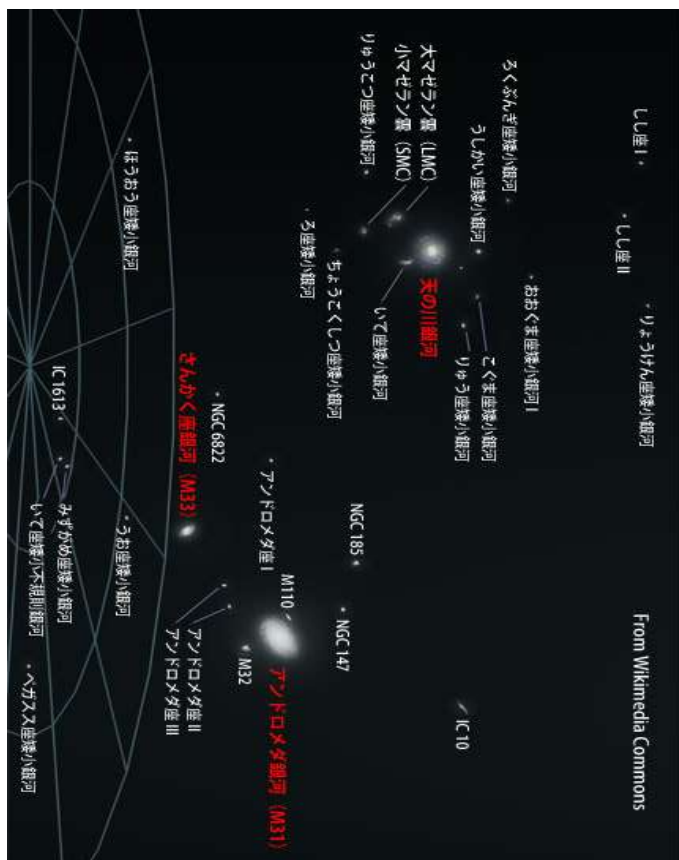 しし座I
りょうけん座矮小銀河
From Wikimedia Commons
しし座II
おおぐま座矮小銀河I
ろくぶんぎ座矮小銀河
こぐま座矮小銀河
うしかい座矮小銀河
りゅう座矮小銀河
IC 10
天の川銀河
大マゼラン雲（LMC）
小マゼラン雲（SMC）
いて座矮小銀河
りゅうこつ座矮小銀河
NGC 185
NGC 147
ちょうこくしつ座矮小銀河
ろ座矮小銀河
M110
アンドロメダ銀河（M31）
アンドロメダ座I
M32
NGC 6822
アンドロメダ座II
アンドロメダ座III
さんかく座銀河（M33）
ほうおう座矮小銀河
うお座矮小銀河
IC 1613
みずがめ座矮小銀河
いて座矮小不規則銀河
ペガスス座矮小銀河